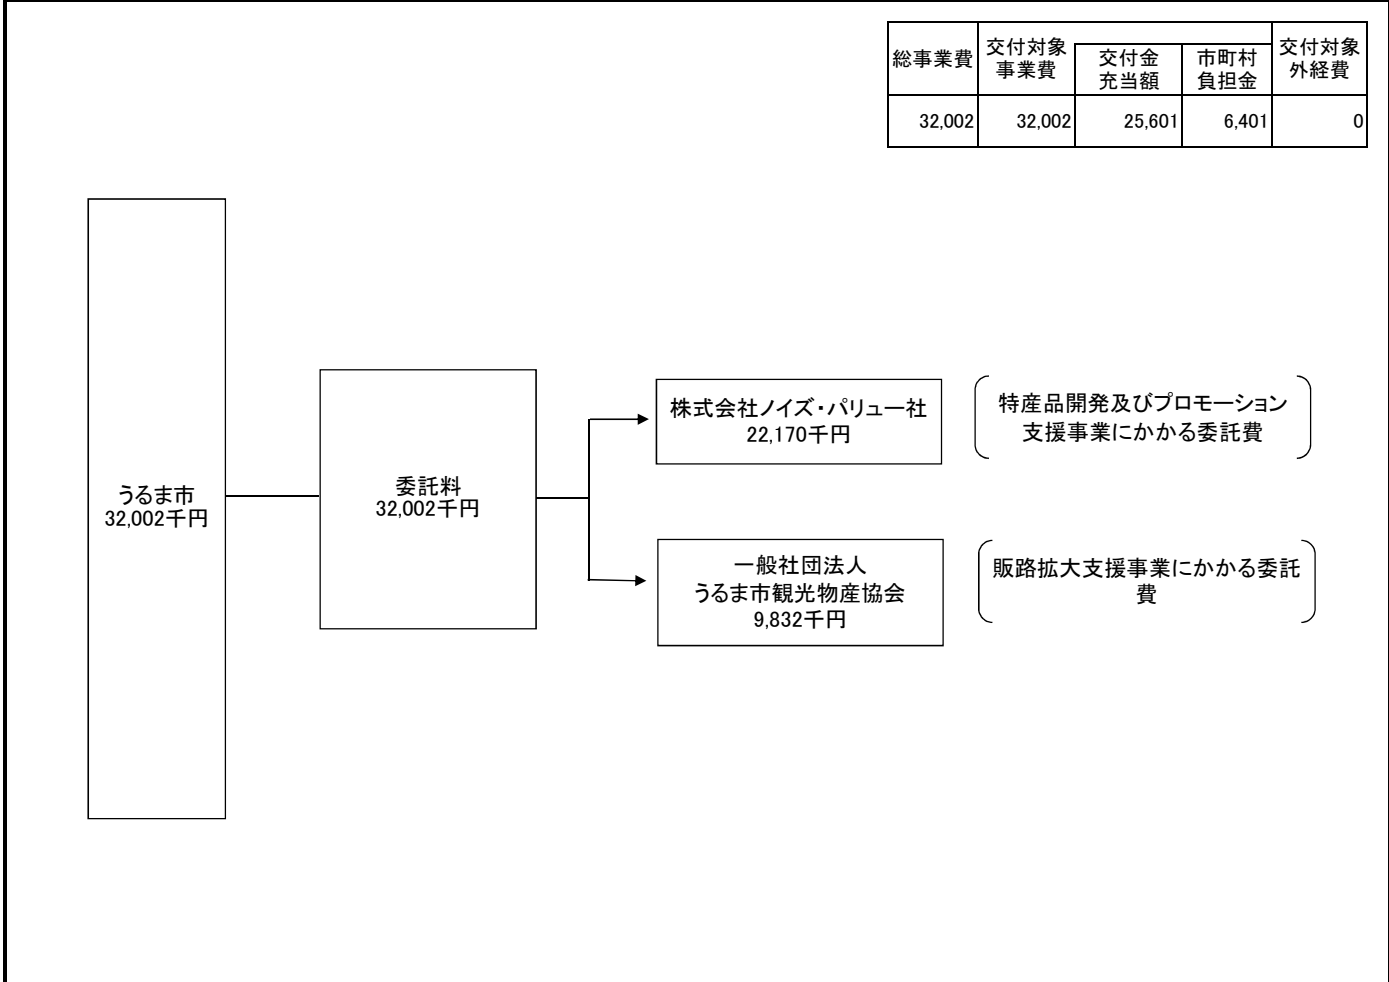 総事業費
交付対象
事業費
交付金
充当額
市町村
負担金
交付対象
外経費
32,002
32,002
25,601
6,401
0
うるま市
32,002千円
委託料
32,002千円
株式会社ノイズ・パリュー社
22,170千円
特産品開発及びプロモーション
支援事業にかかる委託費
一般社団法人
うるま市観光物産協会
9,832千円
販路拡大支援事業にかかる委託
費